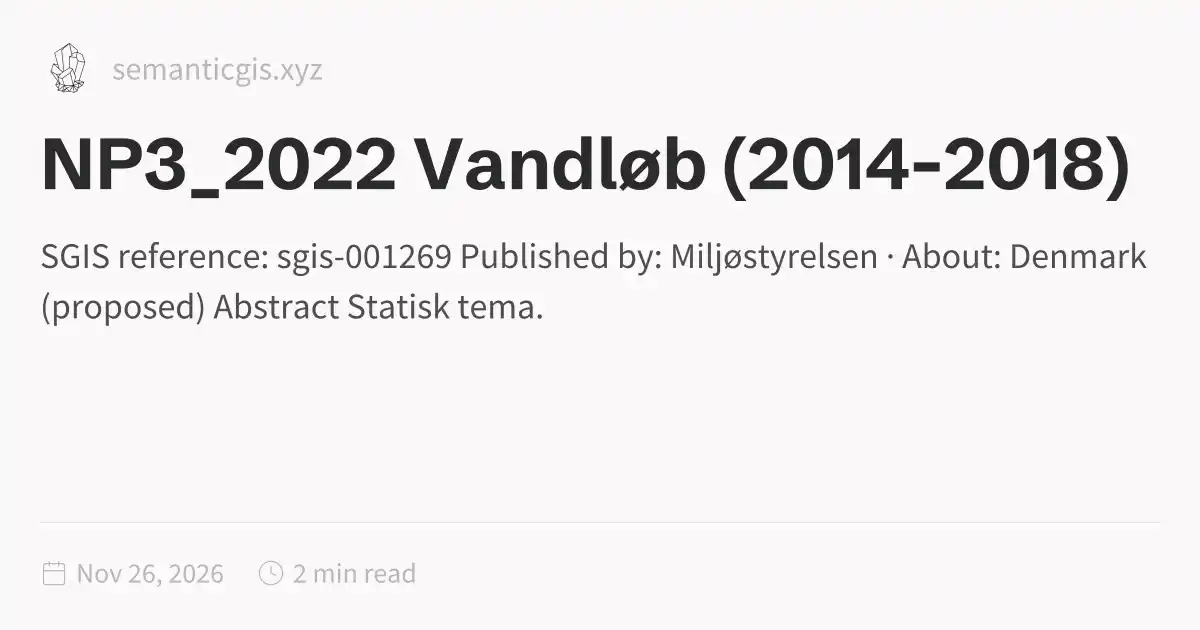 semanticgis.xyz
NP3_2022 Vandløb (2014-2018)
SGIS reference: sgis-001269 Published by: Miljøstyrelsen · About: Denmark
(proposed) Abstract Statisk tema.
Nov 26, 2026 2 min read